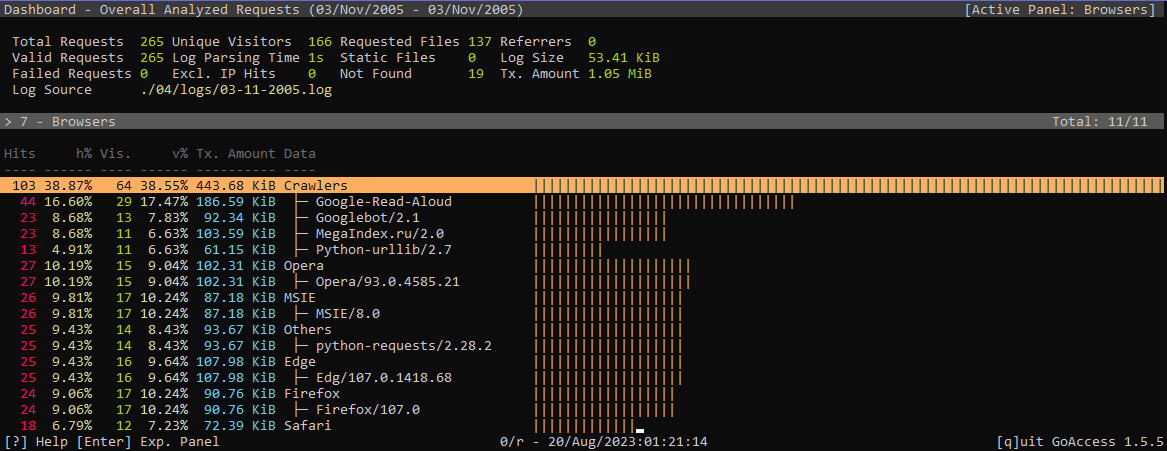 Dashboard - Overall Analyzed Requests (03/Nov/2005 - 03/Nov/2005) [Active Panel: Browsers]
Total Requests 265 Unique Visitors 166 Requested Files 137 Referrers 0
Valid Requests 265 Log Parsing Time 1s Static Files 0 Log Size 53.41 KiB
Failed Requests 0 Excl. IP Hits 0 Not Found 19 Tx. Amount 1.05 MiB
Log Source ./04/logs/03-11-2005.log
> 7 - Browsers Total: 11/11
Hits h% Vis. v% Tx. Amount Data
---- ------ ---- ------ ---------- ----
103 38.87% 64 38.55% 443.68 KiB Crawlers
44 16.60% 29 17.47% 186.59 KiB ├─ Google-Read-Aloud
23 8.68% 13 7.83% 92.34 KiB ├─ Googlebot/2.1
23 8.68% 11 6.63% 103.59 KiB ├─ MegaIndex.ru/2.0
13 4.91% 11 6.63% 61.15 KiB ├─ Python-urllib/2.7
27 10.19% 15 9.04% 102.31 KiB Opera
27 10.19% 15 9.04% 102.31 KiB ├─ Opera/93.0.4585.21
26 9.81% 17 10.24% 87.18 KiB MSIE
26 9.81% 17 10.24% 87.18 KiB ├─ MSIE/8.0
25 9.43% 14 8.43% 93.67 KiB Others
25 9.43% 14 8.43% 93.67 KiB ├─ python-requests/2.28.2
25 9.43% 16 9.64% 107.98 KiB Edge
25 9.43% 16 9.64% 107.98 KiB ├─ Edg/107.0.1418.68
24 9.06% 17 10.24% 90.76 KiB Firefox
24 9.06% 17 10.24% 90.76 KiB ├─ Firefox/107.0
18 6.79% 12 7.23% 72.39 KiB Safari
[?] Help [Enter] Exp. Panel 0/r - 20/Aug/2023:01:21:14 [q]uit GoAccess 1.5.5